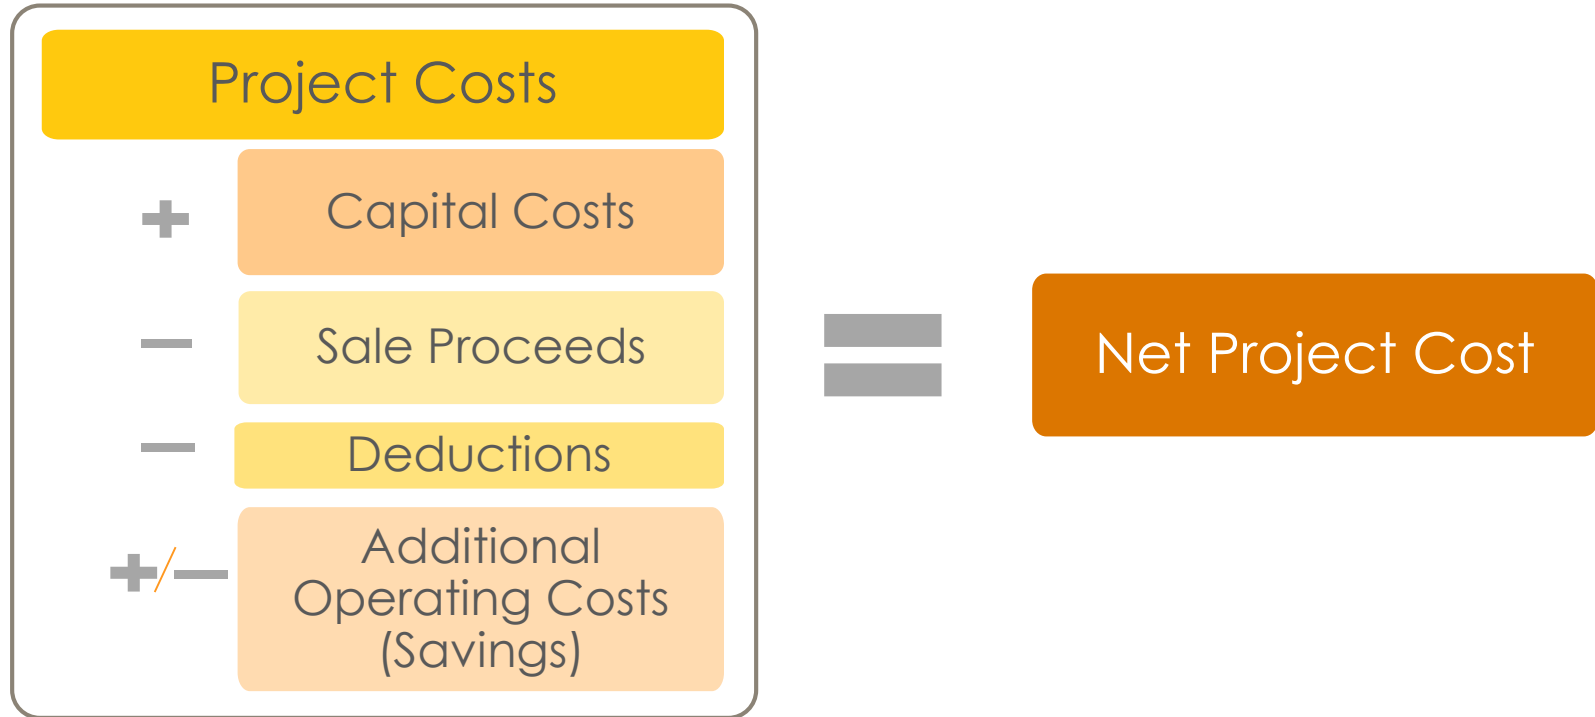 Project Costs
+
Capital Costs
−
Sale Proceeds
−
Deductions
+/−
Additional
Operating Costs
(Savings)
=
Net Project Cost